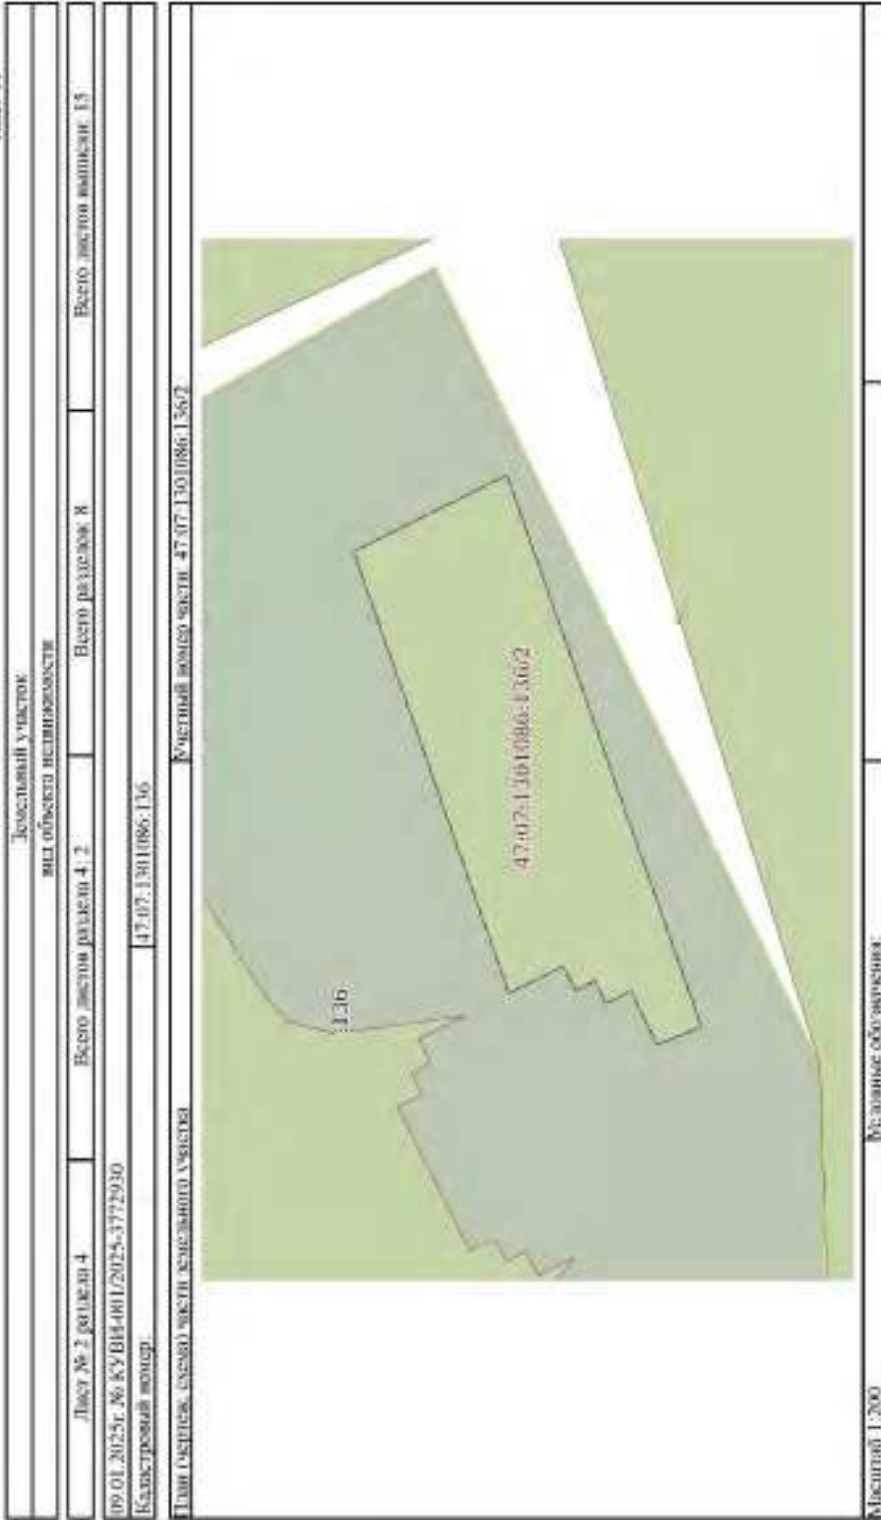 Земельный участок
вид объекта недвижимости
Лист № 2 раздела 4 Всего листов раздела 4: 2 Всего разделов: 8 Всего листов выписки: 13
09.01.2025г. № КУВИ-001/2025-3772930
Кадастровый номер: 47:07:1301086:136
План (чертеж, схема) части земельного участка Учетный номер части: 47:07:1301086:136/2
:136
47:07:1301086:136/2
Масштаб 1:200 Условные обозначения: